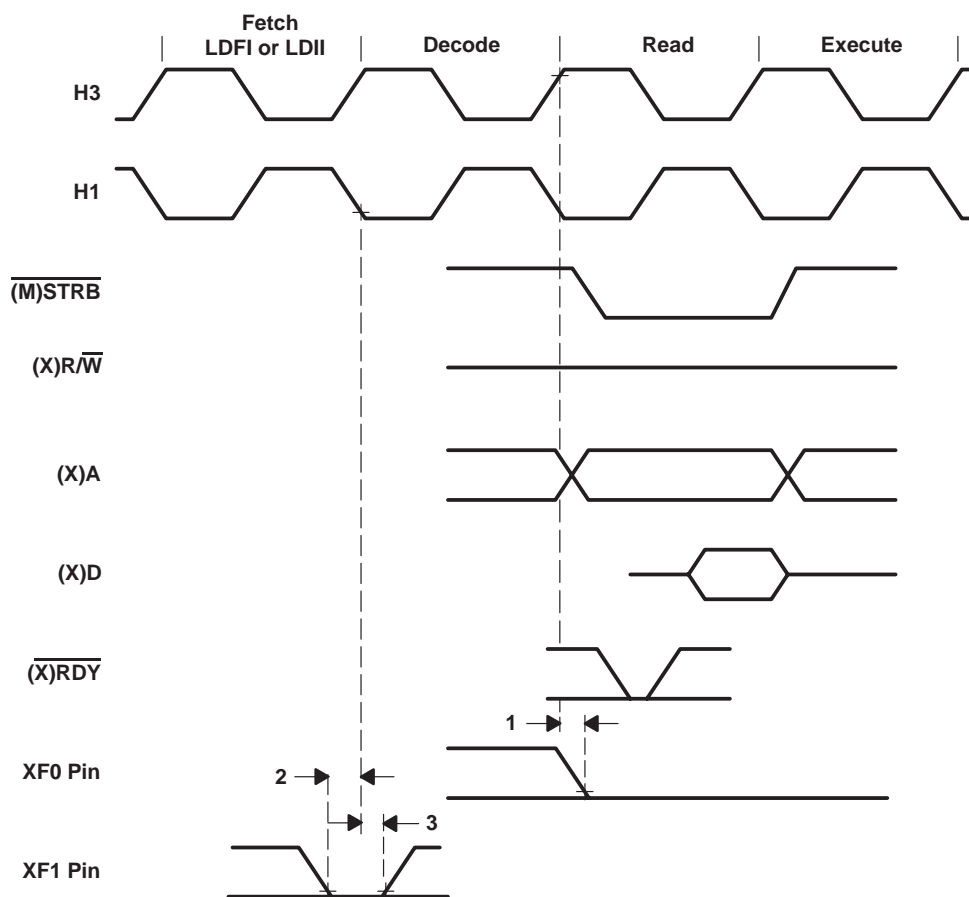 Fetch
LDFI or LDII
Decode
Read
Execute
H3
H1
(M)STRB
(X)R/W
(X)A
(X)D
(X)RDY
1
XF0 Pin
2
3
XF1 Pin